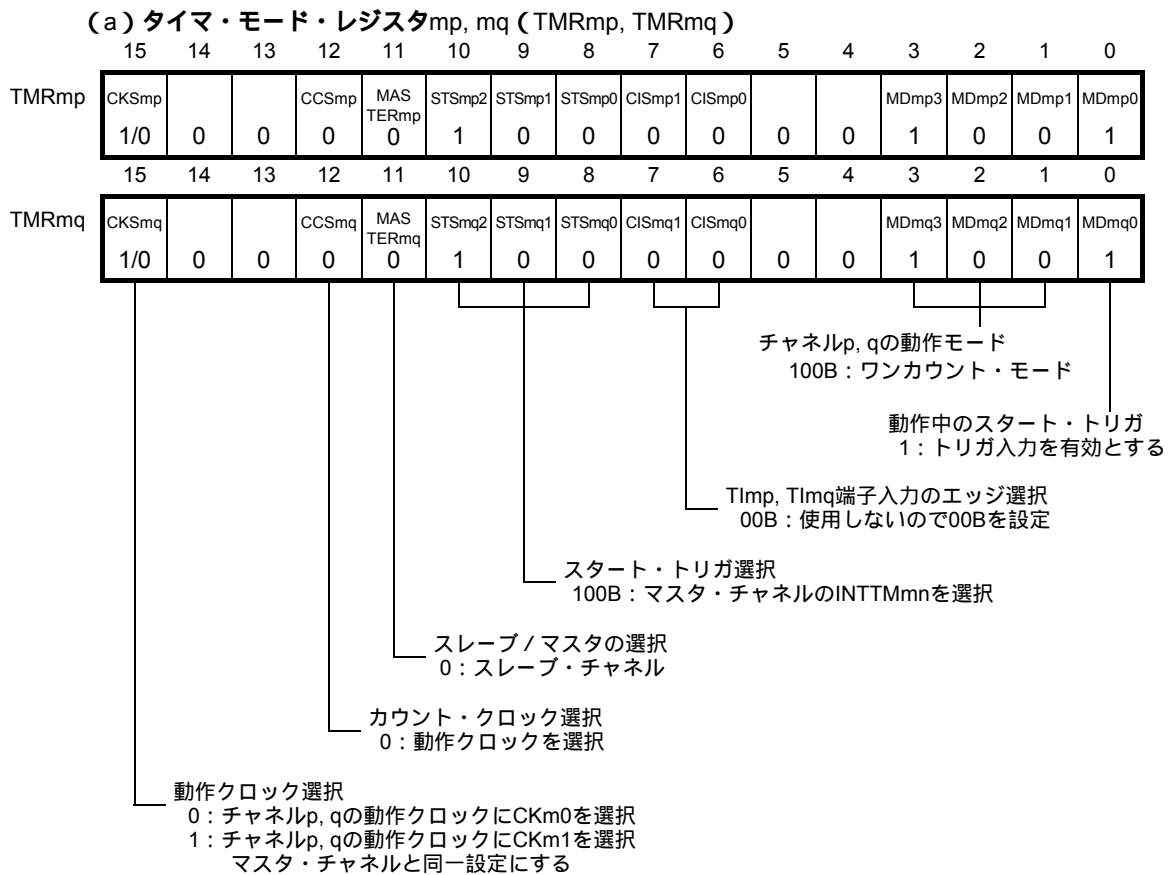 （a）タイマ・モード・レジスタmp, mq（TMRmp, TMRmq）
15 14 13 12 11 10 9 8 7 6 5 4 3 2 1 0
TMRmp CKSmp CCSmp MAS TERmp STSmp2 STSmp1 STSmp0 CISmp1 CISmp0 MDmp3 MDmp2 MDmp1 MDmp0
1/0 0 0 0 0 1 0 0 0 0 0 0 1 0 0 1
15 14 13 12 11 10 9 8 7 6 5 4 3 2 1 0
TMRmq CKSmq CCSmq MAS TERmq STSmq2 STSmq1 STSmq0 CISmq1 CISmq0 MDmq3 MDmq2 MDmq1 MDmq0
1/0 0 0 0 0 1 0 0 0 0 0 0 1 0 0 1
チャネルp, qの動作モード
100B：ワンカウント・モード
動作中のスタート・トリガ
1：トリガ入力を有効とする
TImp, TImq端子入力のエッジ選択
00B：使用しないので00Bを設定
スタート・トリガ選択
100B：マスタ・チャネルのINTTMmnを選択
スレーブ／マスタの選択
0：スレーブ・チャネル
カウント・クロック選択
0：動作クロックを選択
動作クロック選択
0：チャネルp, qの動作クロックにCKm0を選択
1：チャネルp, qの動作クロックにCKm1を選択
マスタ・チャネルと同一設定にする